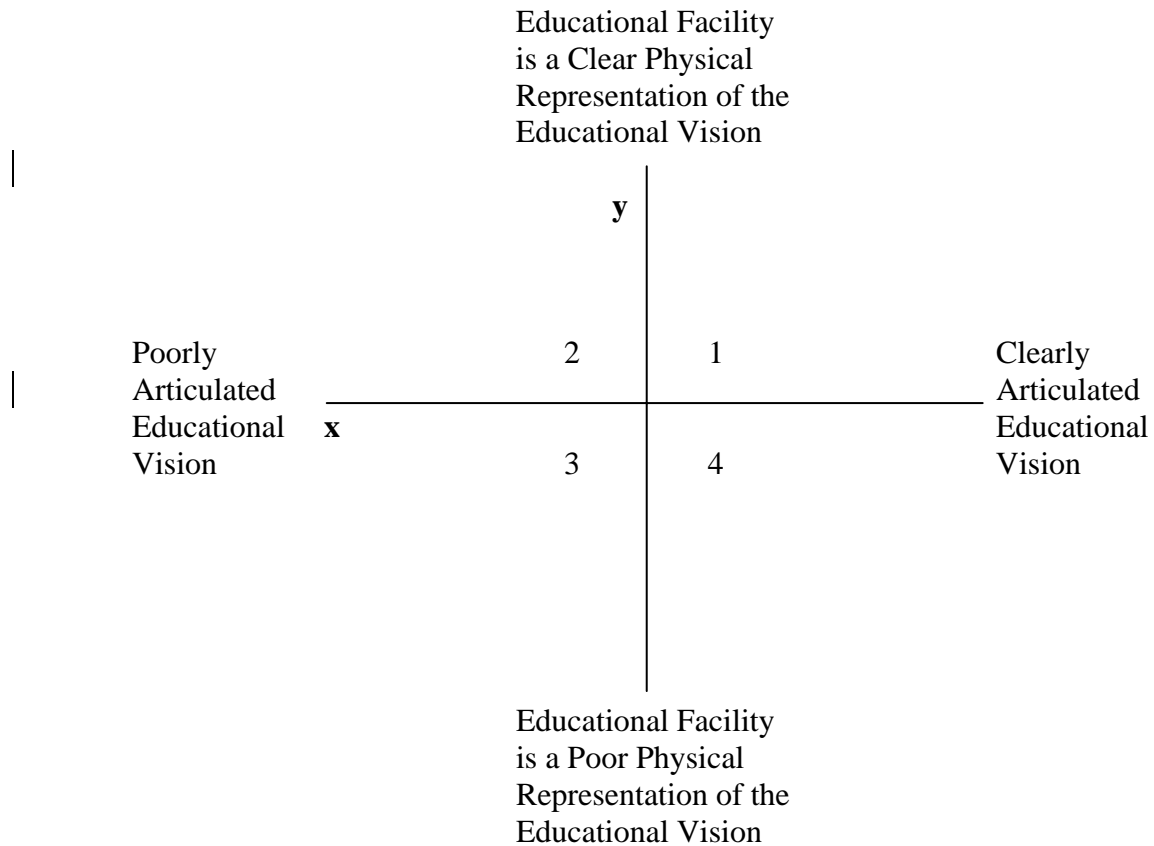 Educational Facility
is a Clear Physical
Representation of the
Educational Vision
y
Poorly
Articulated
Educational
Vision
x
2
1
3
4
Clearly
Articulated
Educational
Vision
Educational Facility
is a Poor Physical
Representation of the
Educational Vision